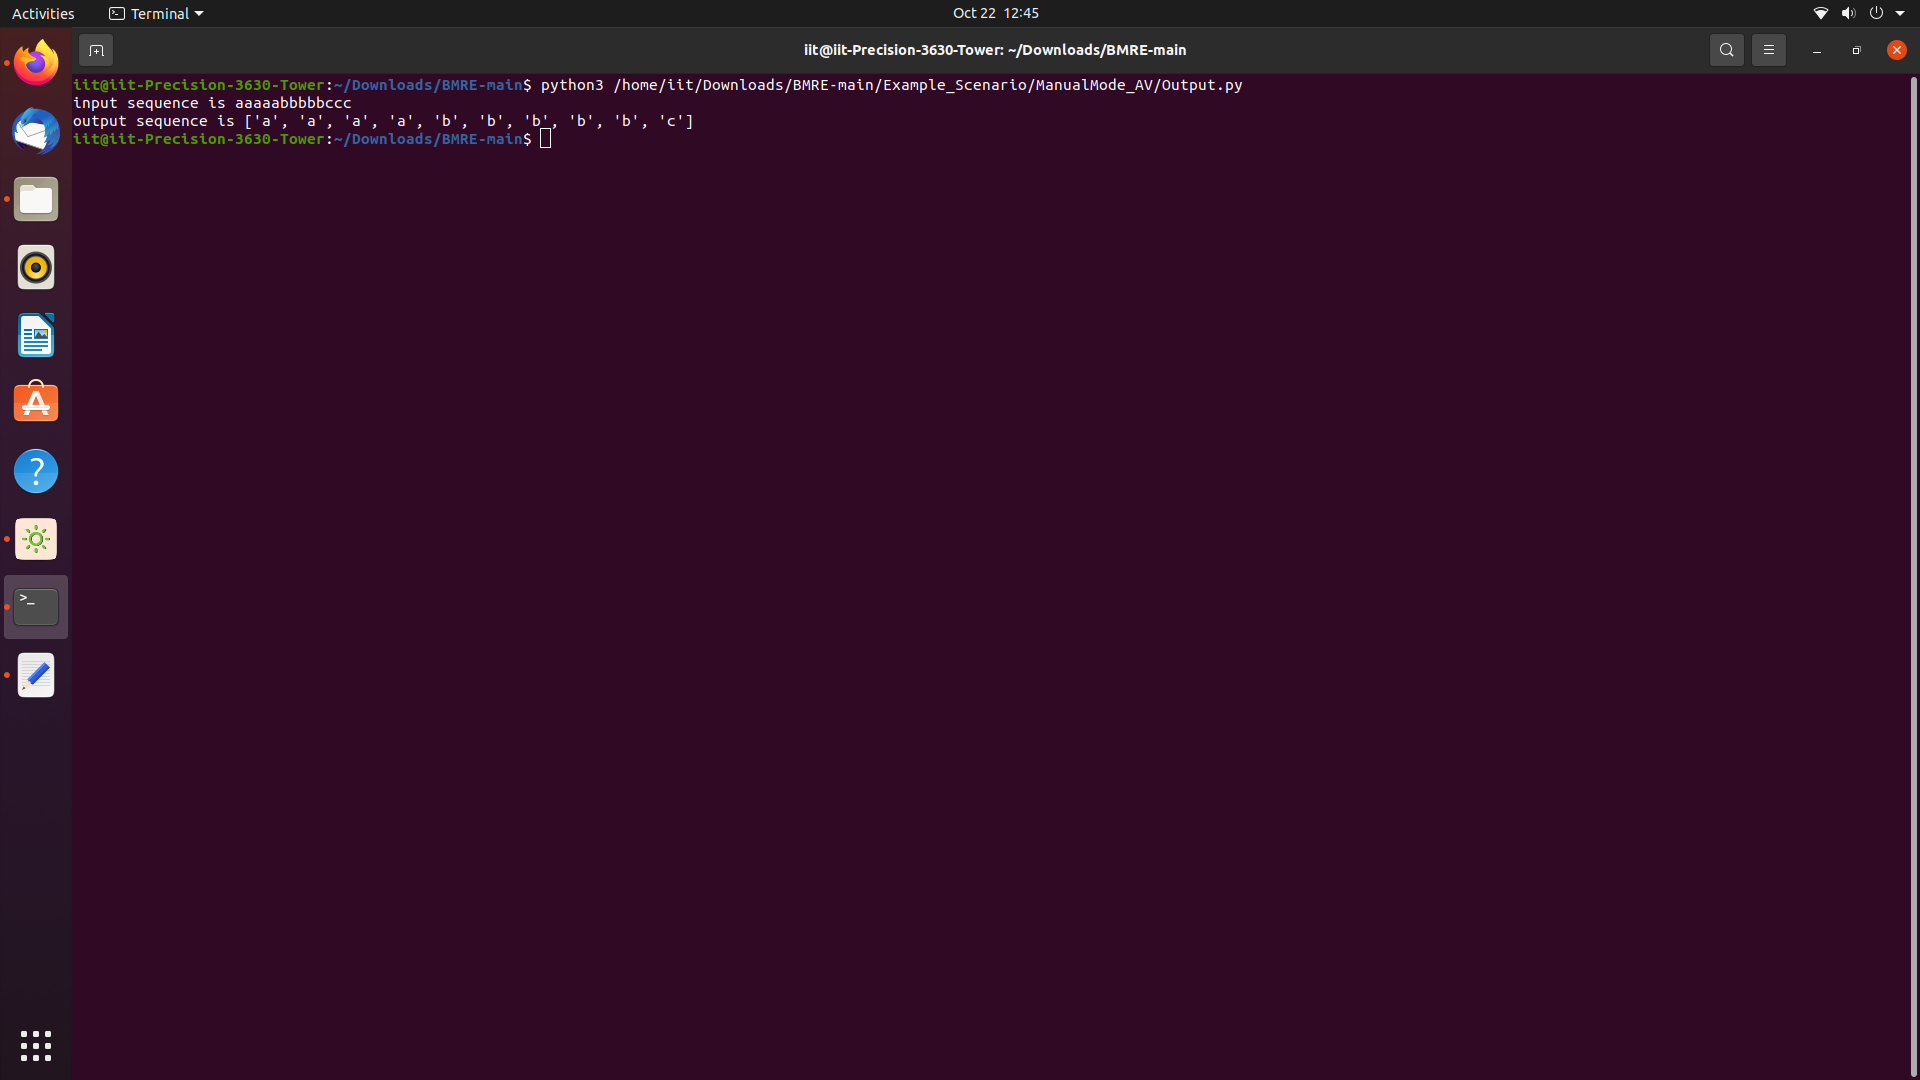 Activities
Terminal
Oct 22 12:45
iit@iit-Precision-3630-Tower: ~/Downloads/BMRE-main
iit@iit-Precision-3630-Tower:~/Downloads/BMRE-main$ python3 /home/iit/Downloads/BMRE-main/Example_Scenario/ManualMode_AV/Output.py
input sequence is aaaaabbbbbccc
output sequence is ['a', 'a', 'a', 'a', 'b', 'b', 'b', 'b', 'b', 'c']
iit@iit-Precision-3630-Tower:~/Downloads/BMRE-main$